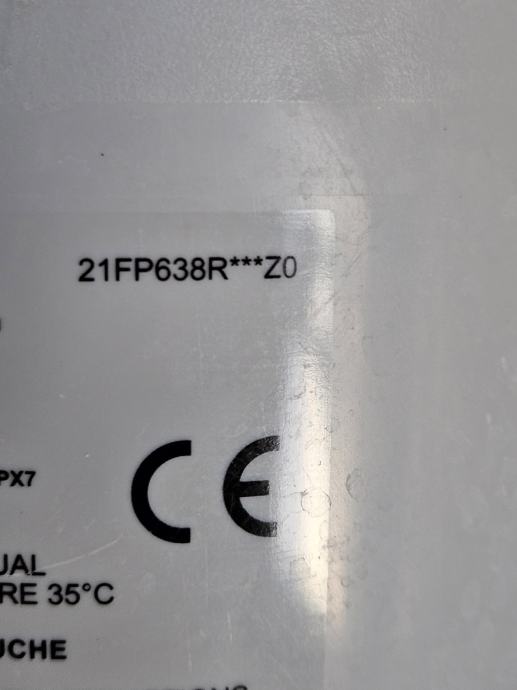 21FP638R***Z0
PX7
CE
UAL
RE 35°C
UCHE